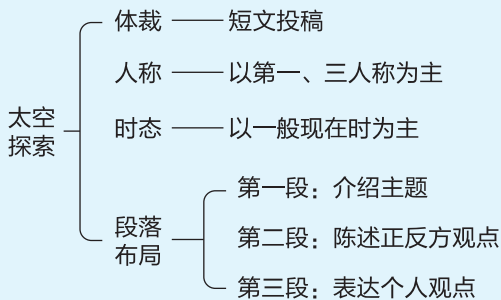 太空
探索
体裁
短文投稿
人称
以第一、三人称为主
时态
以一般现在时为主
段落
布局
第一段：介绍主题
第二段：陈述正反方观点
第三段：表达个人观点